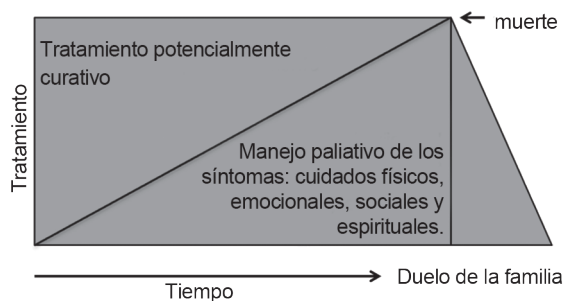 muerte
Tratamiento potencialmente
curativo
Tratamiento
Manejo paliativo de los
síntomas: cuidados físicos,
emocionales, sociales y
espirituales.
Tiempo
Duelo de la familia